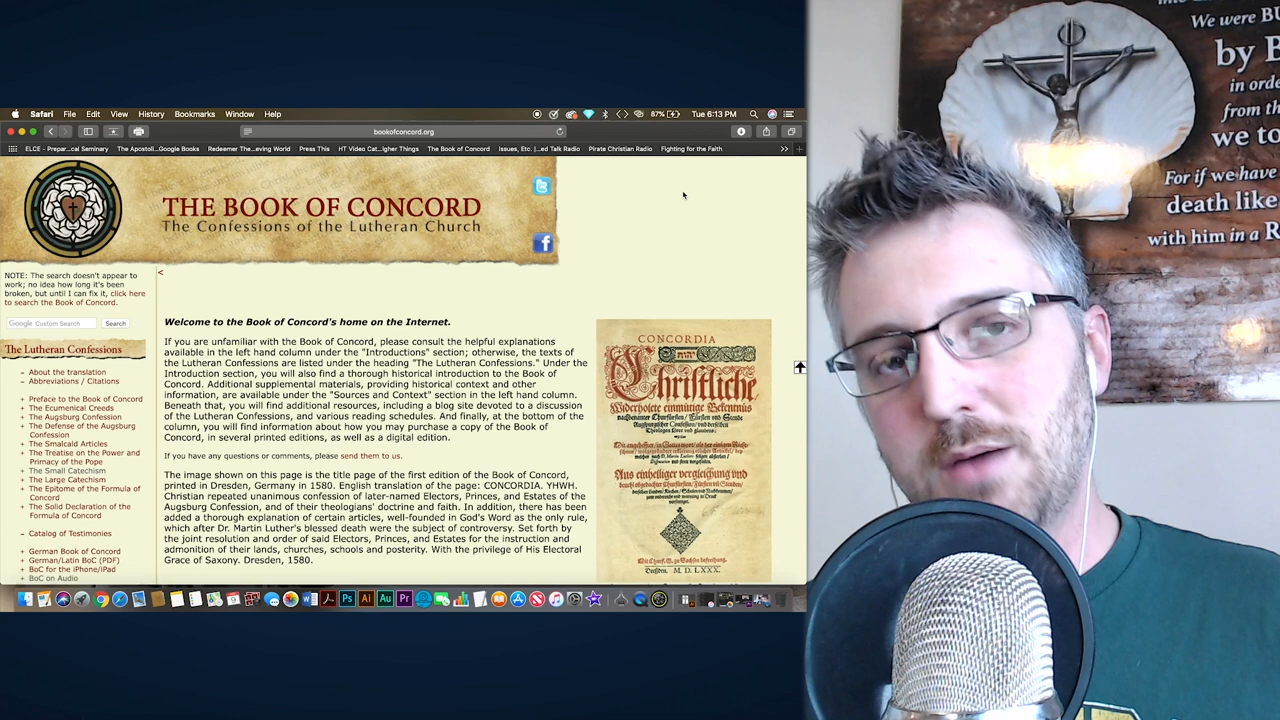 Safari File Edit View History Bookmarks Window Help
87% Tue 6:13 PM
bookofconcord.org
ELCE - Prepar...cal Seminary The Apostoli...Google Books Redeemer The...eving World Press This HT Video Cat...igher Things The Book of Concord Issues, Etc. |...ed Talk Radio Pirate Christian Radio Fighting for the Faith
THE BOOK OF CONCORD
The Confessions of the Lutheran Church
NOTE: The search doesn't appear to
work; no idea how long it's been
broken, but until I can fix it, click here
to search the Book of Concord.
Google Custom Search Search
The Lutheran Confessions
– About the translation
– Abbreviations / Citations
+ Preface to the Book of Concord
+ The Ecumenical Creeds
+ The Augsburg Confession
+ The Defense of the Augsburg
Confession
+ The Smalcald Articles
+ The Treatise on the Power and
Primacy of the Pope
+ The Small Catechism
+ The Large Catechism
+ The Epitome of the Formula of
Concord
+ The Solid Declaration of the
Formula of Concord
– Catalog of Testimonies
+ German Book of Concord
+ German/Latin BoC (PDF)
+ BoC for the iPhone/iPad
+ BoC on Audio
<
Welcome to the Book of Concord's home on the Internet.
If you are unfamiliar with the Book of Concord, please consult the helpful explanations
available in the left hand column under the "Introductions" section; otherwise, the texts of
the Lutheran Confessions are listed under the heading "The Lutheran Confessions." Under the
Introduction section, you will also find a thorough historical introduction to the Book of
Concord. Additional supplemental materials, providing historical context and other
information, are available under the "Sources and Context" section in the left hand column.
Beneath that, you will find additional resources, including a blog site devoted to a discussion
of the Lutheran Confessions, and various reading schedules. And finally, at the bottom of the
column, you will find information about how you may purchase a copy of the Book of
Concord, in several printed editions, as well as a digital edition.
If you have any questions or comments, please send them to us.
The image shown on this page is the title page of the first edition of the Book of Concord,
printed in Dresden, Germany in 1580. English translation of the page: CONCORDIA. YHWH.
Christian repeated unanimous confession of later-named Electors, Princes, and Estates of the
Augsburg Confession, and of their theologians' doctrine and faith. In addition, there has
been added a thorough explanation of certain articles, well-founded in God's Word as the only rule,
which after Dr. Martin Luther's blessed death were the subject of controversy. Set forth by
the joint resolution and order of said Electors, Princes, and Estates for the instruction and
admonition of their lands, churches, schools and posterity. With the privilege of His Electoral
Grace of Saxony. Dresden, 1580.
CONCORDIA
יהוה
Christliche
Widerholete einmütige Bekentnüs
Aus einhelliger vergleichung und
Dresden. M. D. LXXX.
We were BU
by B
in orde
from th
we to
For if we have
death like
with him in a R